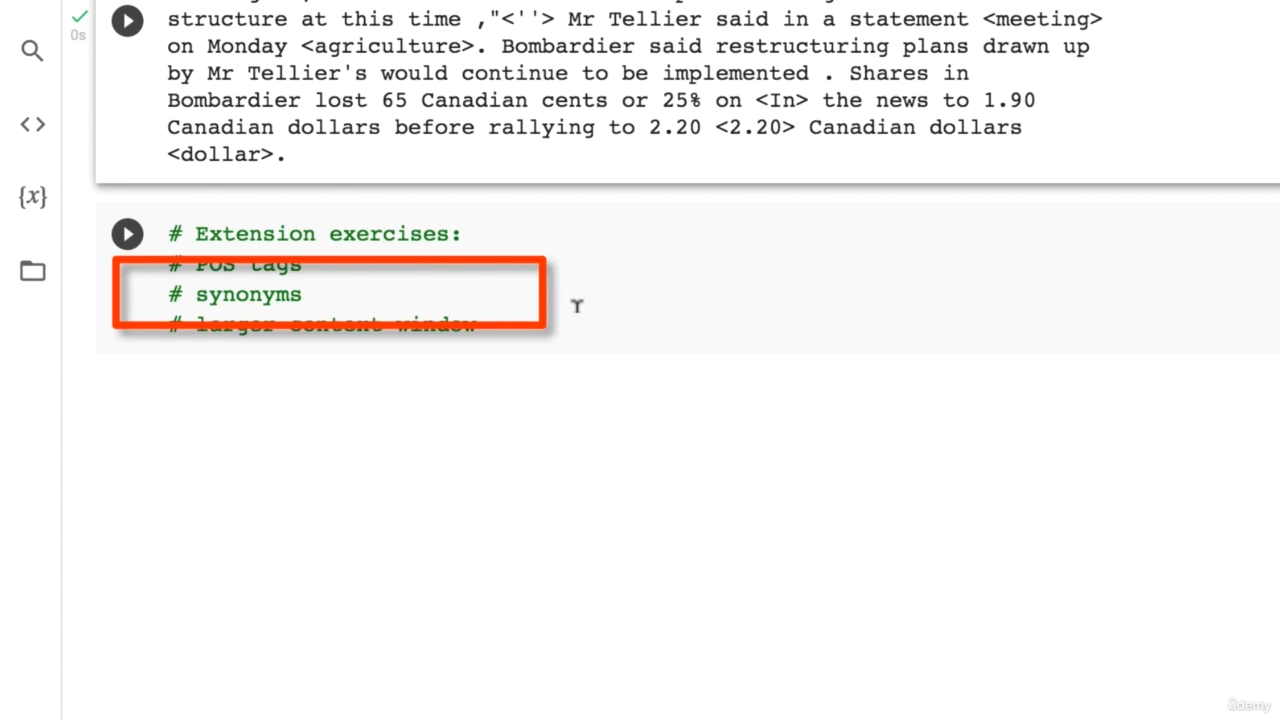 structure at this time ,"<''> Mr Tellier said in a statement <meeting>
on Monday <agriculture>. Bombardier said restructuring plans drawn up
by Mr Tellier's would continue to be implemented . Shares in
Bombardier lost 65 Canadian cents or 25% on <In> the news to 1.90
Canadian dollars before rallying to 2.20 <2.20> Canadian dollars
<dollar>.
0s
{x}
# Extension exercises:
# POS tags
# synonyms
# larger context window
ûdemy